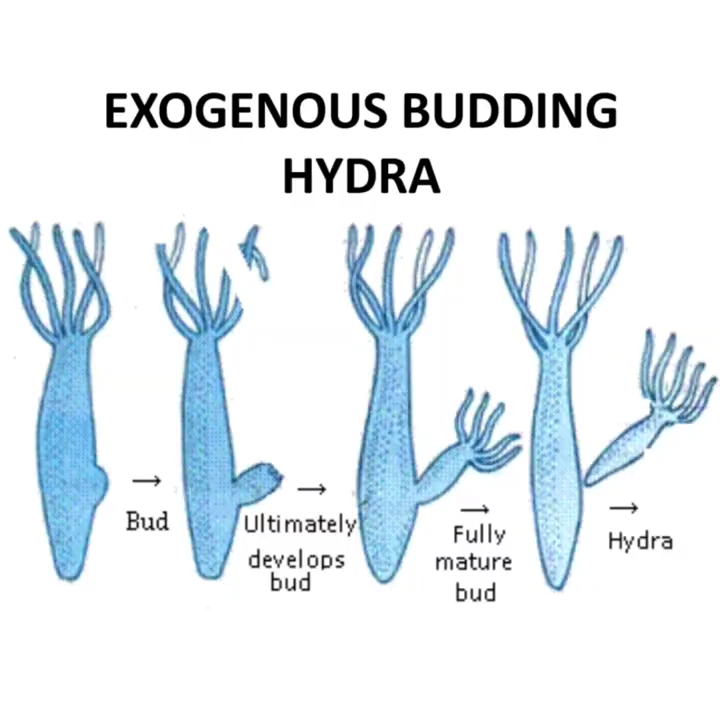 EXOGENOUS BUDDING
HYDRA
Bud
Ultimately
develops
bud
Fully
mature
bud
Hydra